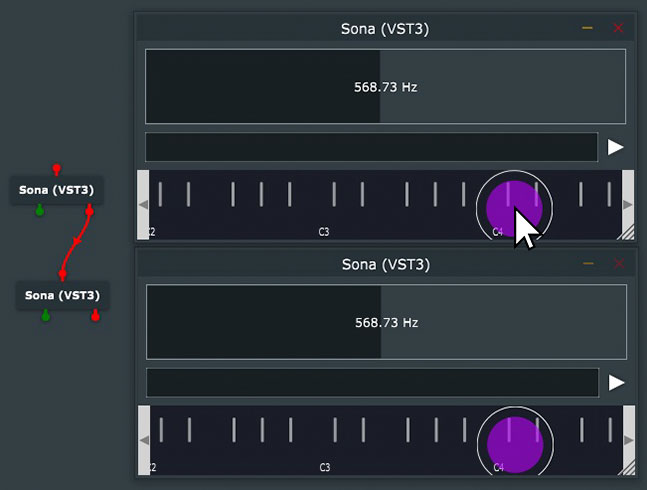 Sona (VST3)
568.73 Hz
C2
C3
C4
Sona (VST3)
Sona (VST3)
Sona (VST3)
568.73 Hz
C2
C3
C4